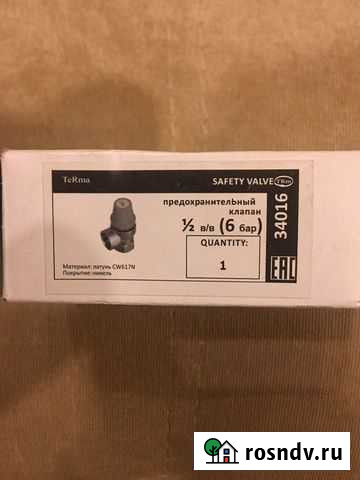 TeRma
SAFETY VALVE TRm
предохранительный
клапан
½ в/в (6 бар)
QUANTITY:
1
34016
Материал: латунь CW617N
Покрытие: никель
EAC
rosndv.ru